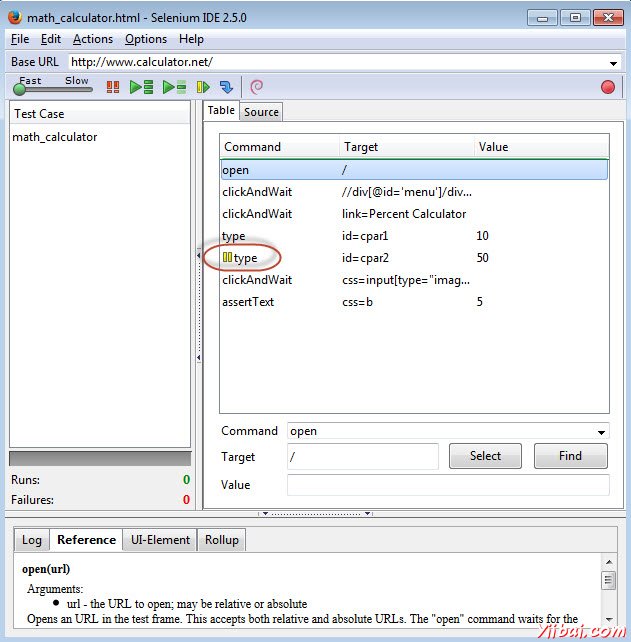 math_calculator.html - Selenium IDE 2.5.0
File Edit Actions Options Help
Base URL http://www.calculator.net/
Fast Slow
Test Case
math_calculator
Runs: 0
Failures: 0
Table Source
Command Target Value
open /
clickAndWait //div[@id='menu']/div...
clickAndWait link=Percent Calculator
type id=cpar1 10
type id=cpar2 50
clickAndWait css=input[type="imag...
assertText css=b 5
Command open
Target / Select Find
Value
Log Reference UI-Element Rollup
open(url)
Arguments:
• url - the URL to open; may be relative or absolute
Opens an URL in the test frame. This accepts both relative and absolute URLs. The "open" command waits for the
Yiibai.com